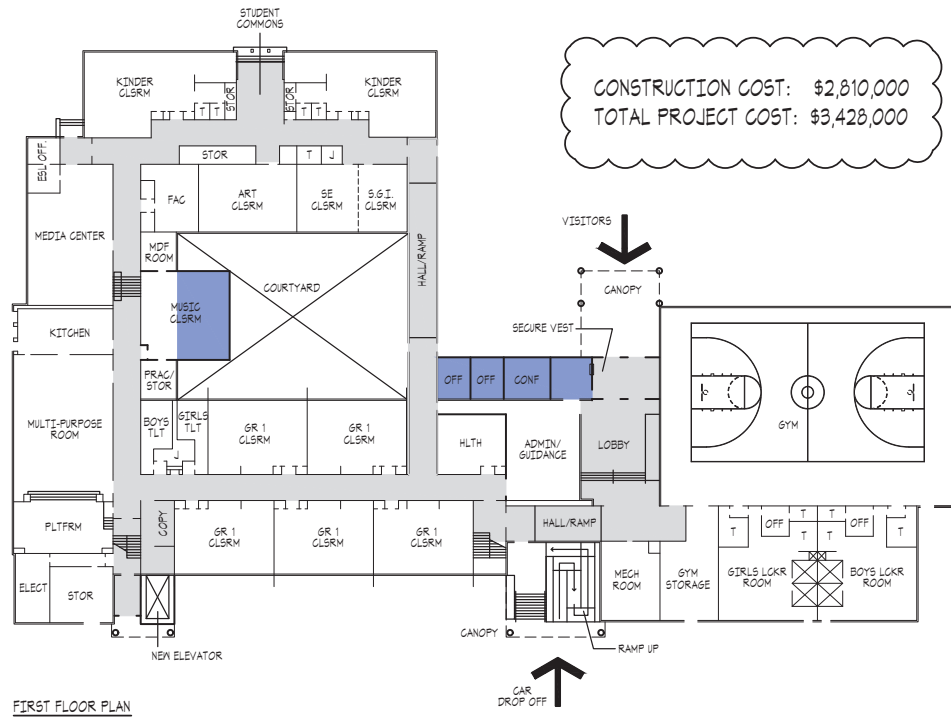 STUDENT
COMMONS
CONSTRUCTION COST: $2,810,000
TOTAL PROJECT COST: $3,428,000
KINDER
CLSRM
STOR
STOR
KINDER
CLSRM
T
T
T
T
ESL OFF.
STOR
T
J
FAC
ART
CLSRM
SE
CLSRM
S.G.I.
CLSRM
MEDIA CENTER
MDF
ROOM
HALL/RAMP
VISITORS
COURTYARD
CANOPY
MUSIC
CLSRM
KITCHEN
SECURE VEST
PRAC/
STOR
OFF
OFF
CONF
MULTI-PURPOSE
ROOM
BOYS
TLT
GIRLS
TLT
J
GR 1
CLSRM
GR 1
CLSRM
HLTH
ADMIN/
GUIDANCE
LOBBY
GYM
PLTFRM
COPY
GR 1
CLSRM
GR 1
CLSRM
GR 1
CLSRM
HALL/RAMP
T
OFF
T
T
T
T
OFF
T
ELECT
STOR
MECH
ROOM
GYM
STORAGE
GIRLS LCKR
ROOM
BOYS LCKR
ROOM
CANOPY
NEW ELEVATOR
RAMP UP
CAR
DROP OFF
FIRST FLOOR PLAN